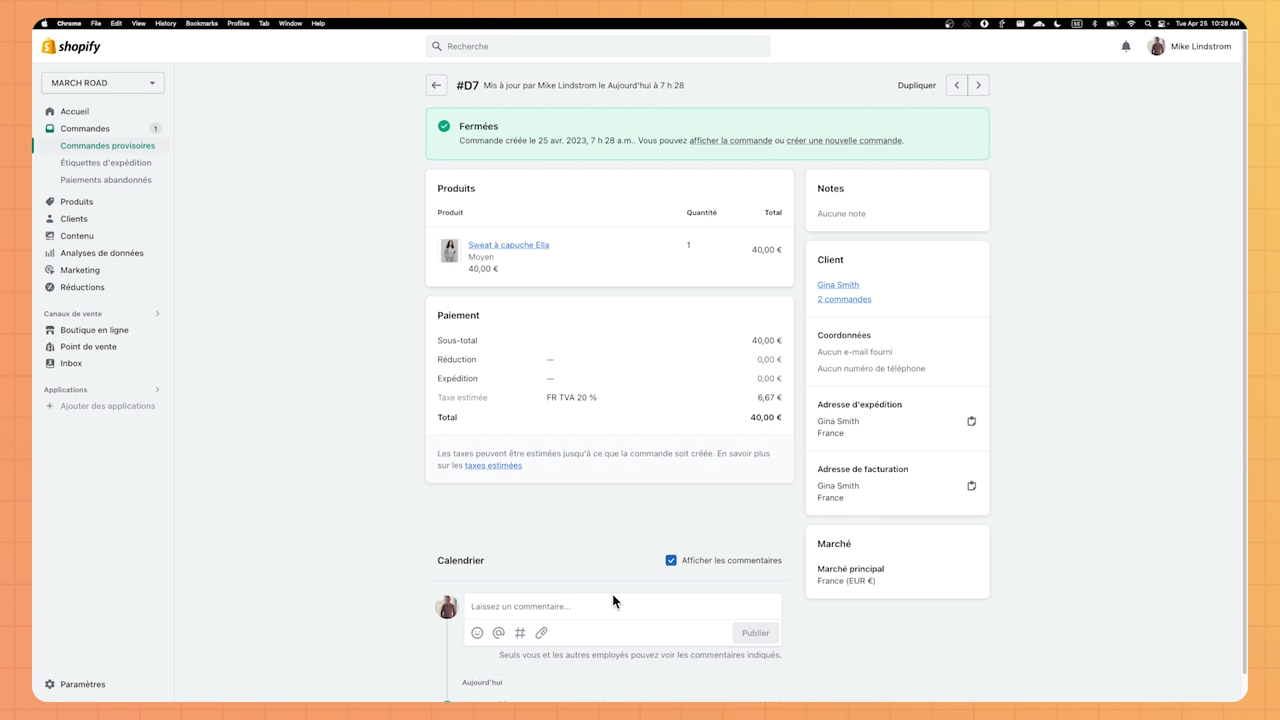 Chrome File Edit View History Bookmarks Profiles Tab Window Help
SE
Tue Apr 25 10:28 AM
shopify
Recherche
Mike Lindstrom
MARCH ROAD
Accueil
Commandes 1
Commandes provisoires
Étiquettes d'expédition
Paiements abandonnés
Produits
Clients
Contenu
Analyses de données
Marketing
Réductions
Canaux de vente
Boutique en ligne
Point de vente
Inbox
Applications
Ajouter des applications
Paramètres
#D7 Mis à jour par Mike Lindstrom le Aujourd'hui à 7 h 28
Dupliquer
Fermées
Commande créée le 25 avr. 2023, 7 h 28 a.m.. Vous pouvez afficher la commande ou créer une nouvelle commande.
Produits
Produit Quantité Total
Sweat à capuche Ella 1 40,00 €
Moyen
40,00 €
Paiement
Sous-total 40,00 €
Réduction — 0,00 €
Expédition — 0,00 €
Taxe estimée FR TVA 20 % 6,67 €
Total 40,00 €
Les taxes peuvent être estimées jusqu'à ce que la commande soit créée. En savoir plus
sur les taxes estimées
Calendrier
Afficher les commentaires
Laissez un commentaire...
Publier
Seuls vous et les autres employés pouvez voir les commentaires indiqués.
Aujourd'hui
Notes
Aucune note
Client
Gina Smith
2 commandes
Coordonnées
Aucun e-mail fourni
Aucun numéro de téléphone
Adresse d'expédition
Gina Smith
France
Adresse de facturation
Gina Smith
France
Marché
Marché principal
France (EUR €)